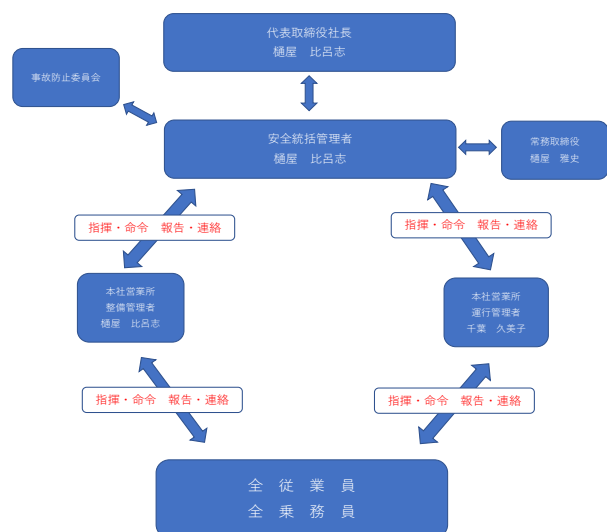 代表取締役社長
樋屋　比呂志
事故防止委員会
安全統括管理者
樋屋　比呂志
常務取締役
樋屋　雅史
指揮・命令　報告・連絡
指揮・命令　報告・連絡
本社営業所
整備管理者
樋屋　比呂志
本社営業所
運行管理者
千葉　久美子
指揮・命令　報告・連絡
指揮・命令　報告・連絡
全　従　業　員
全　乗　務　員